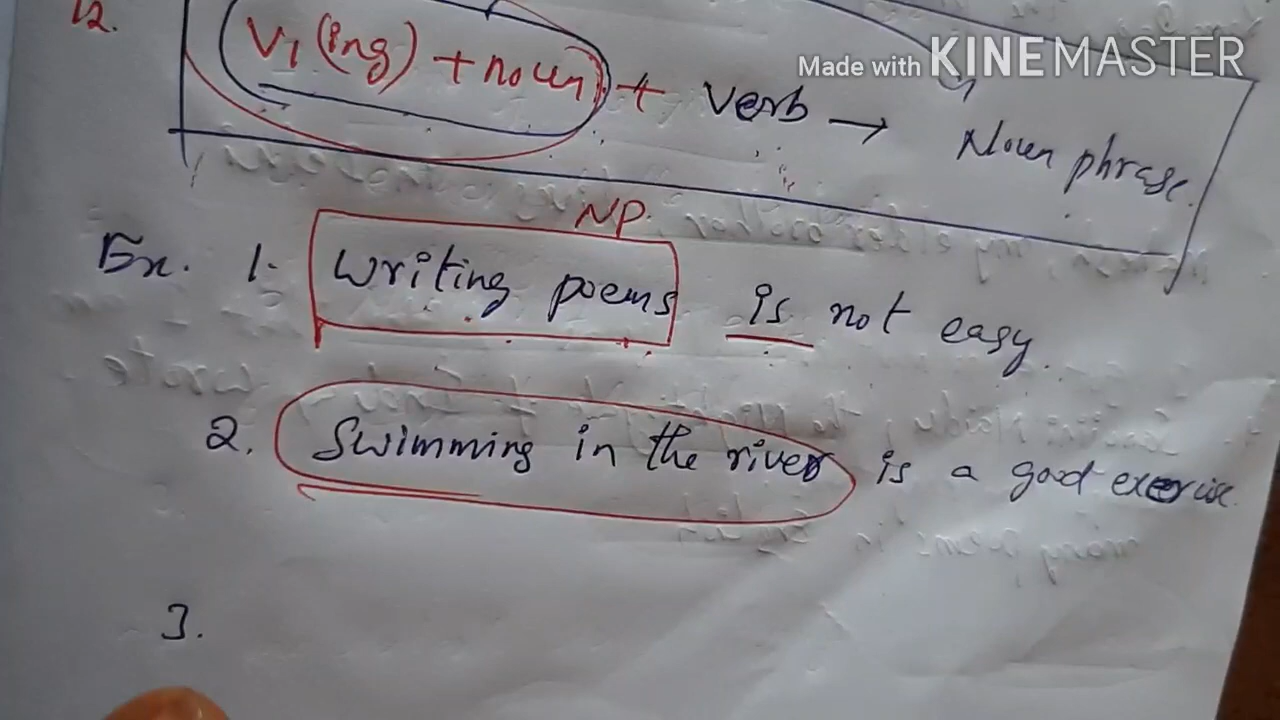 12.
V1 (ing) + noun + verb → Noun phrase.
Made with KINEMASTER
NP.
Ex. 1. Writing poems is not easy.
2. Swimming in the river is a good exercise.
3.